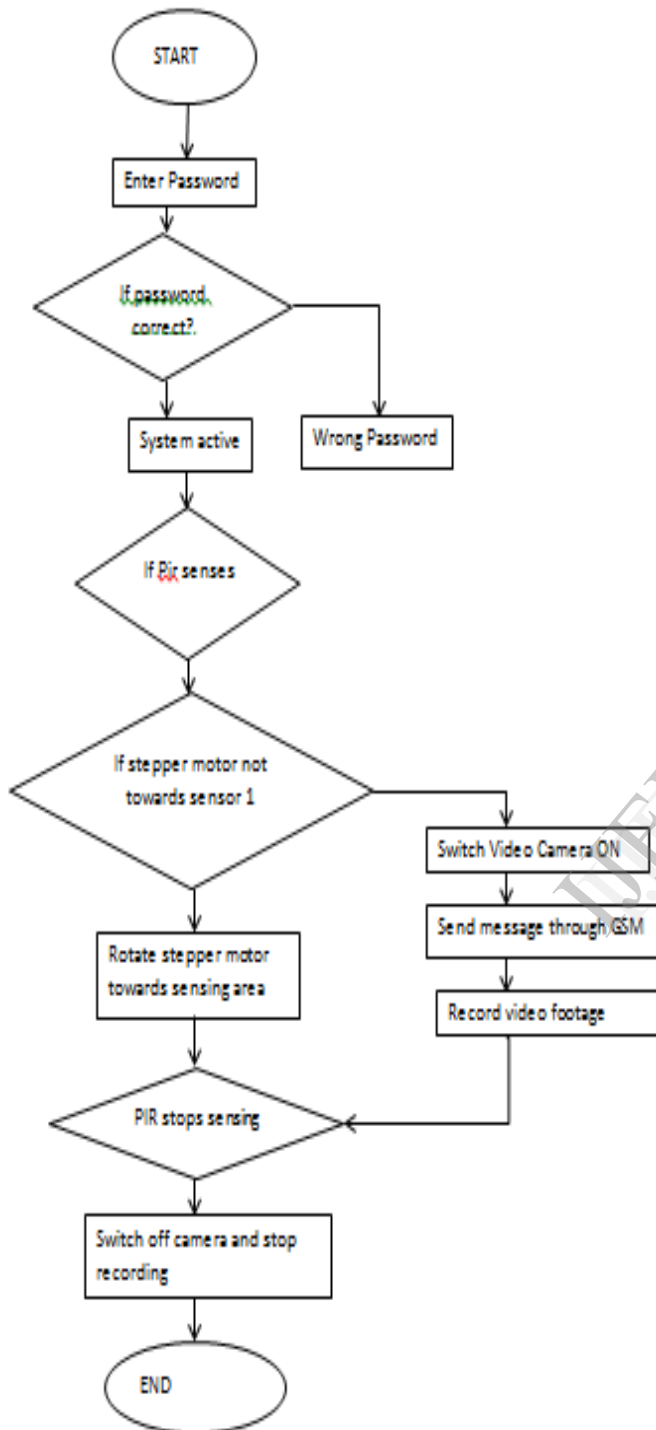 START
Enter Password
If password
correct?
System active
Wrong Password
If Pir senses
If stepper motor not
towards sensor 1
Switch Video Camera ON
Send message through GSM
Rotate stepper motor
towards sensing area
Record video footage
PIR stops sensing
Switch off camera and stop
recording
END